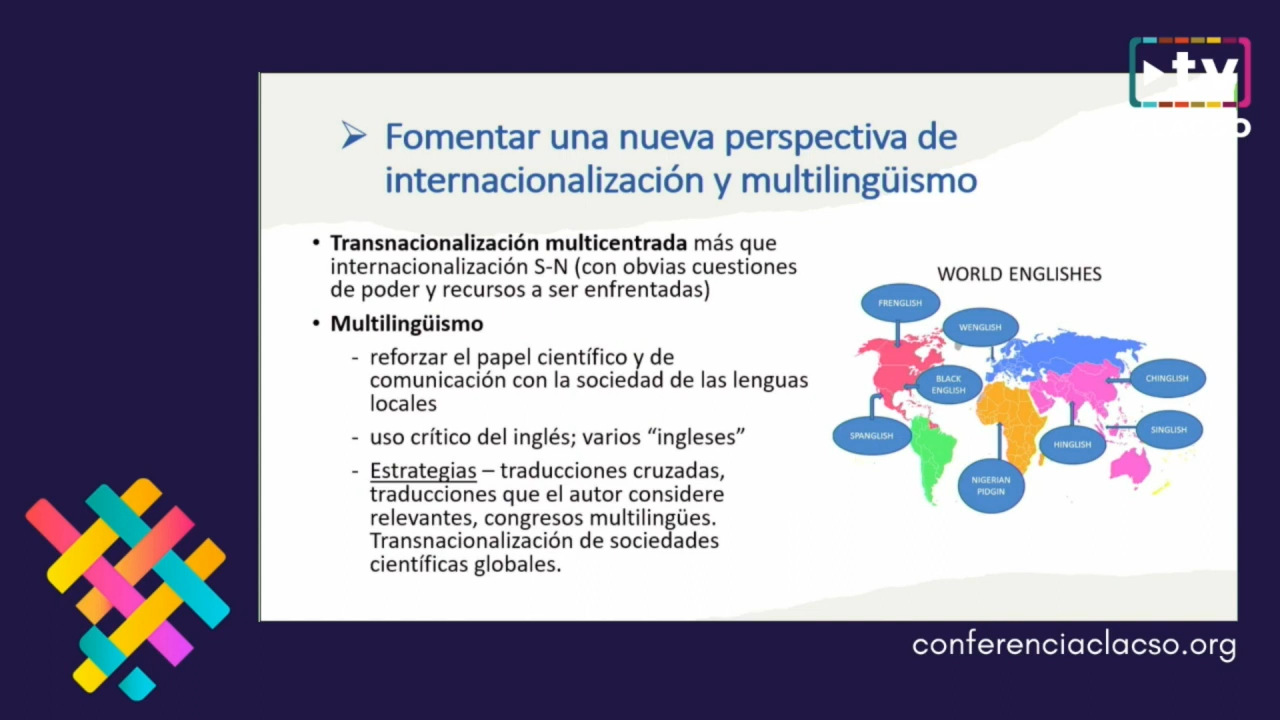 tv
➢ Fomentar una nueva perspectiva de
internacionalización y multilingüismo
• Transnacionalización multicentrada más que
internacionalización S-N (con obvias cuestiones
de poder y recursos a ser enfrentadas)
• Multilingüismo
- reforzar el papel científico y de
comunicación con la sociedad de las lenguas
locales
- uso crítico del inglés; varios “ingleses”
- Estrategias – traducciones cruzadas,
traducciones que el autor considere
relevantes, congresos multilingües.
Transnacionalización de sociedades
científicas globales.
WORLD ENGLISHES
FRENGLISH
WENGLISH
BLACK
ENGLISH
CHINGLISH
SPANGLISH
HINGLISH
SINGLISH
NIGERIAN
PIDGIN
conferenciaclacso.org